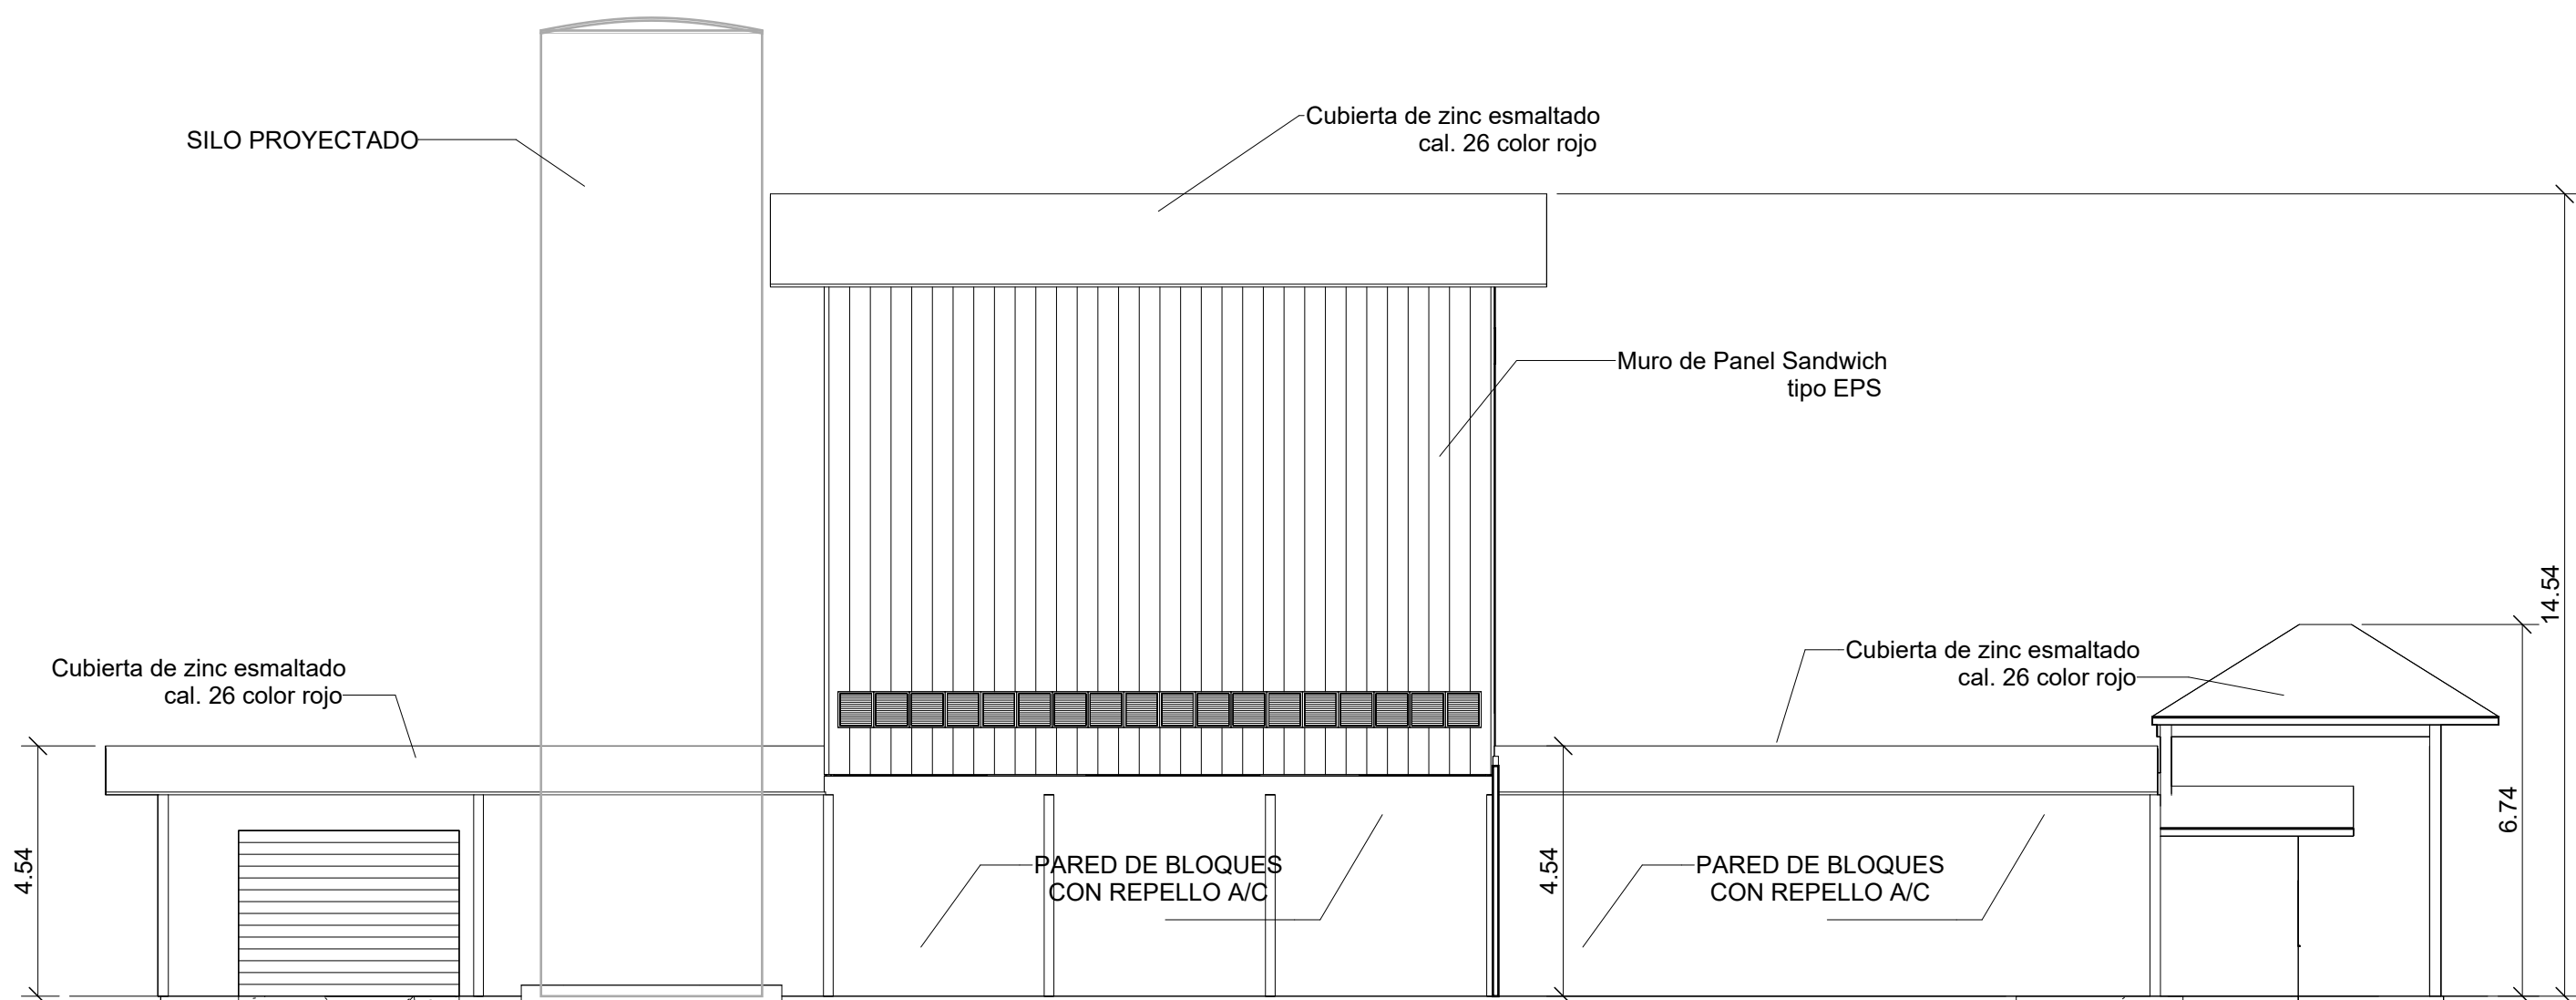 Cubierta de zinc esmaltado
cal. 26 color rojo
SILO PROYECTADO
Muro de Panel Sandwich
tipo EPS
14.54
Cubierta de zinc esmaltado
cal. 26 color rojo
Cubierta de zinc esmaltado
cal. 26 color rojo
6.74
4.54
PARED DE BLOQUES
CON REPELLO A/C
4.54
PARED DE BLOQUES
CON REPELLO A/C